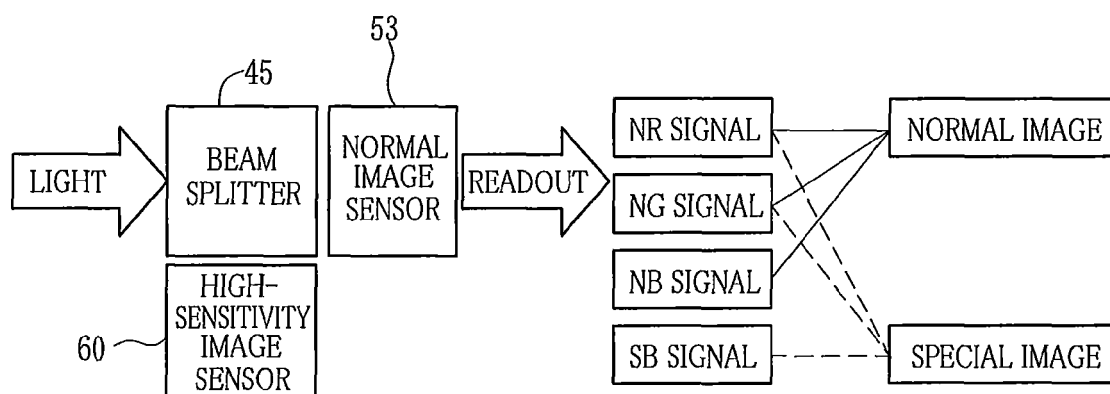 53
45
LIGHT
BEAM
SPLITTER
NORMAL
IMAGE
SENSOR
READOUT
NR SIGNAL
NORMAL IMAGE
NG SIGNAL
NB SIGNAL
SB SIGNAL
SPECIAL IMAGE
HIGH-
SENSITIVITY
IMAGE
SENSOR
60